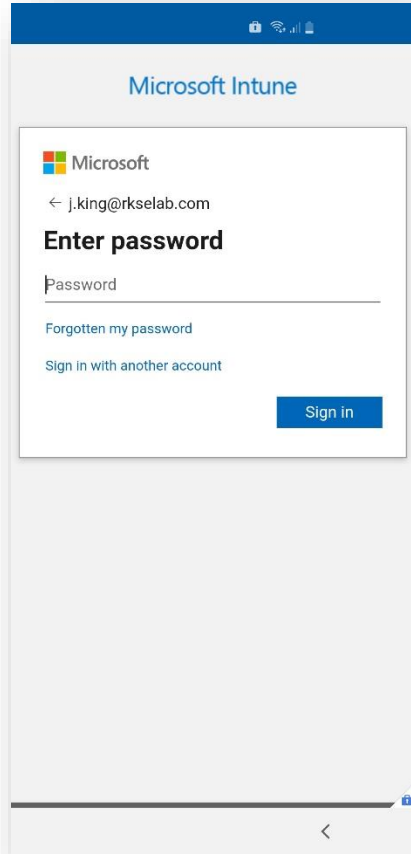 Microsoft Intune
Microsoft
← j.king@rkselab.com
Enter password
Password
Forgotten my password
Sign in with another account
Sign in